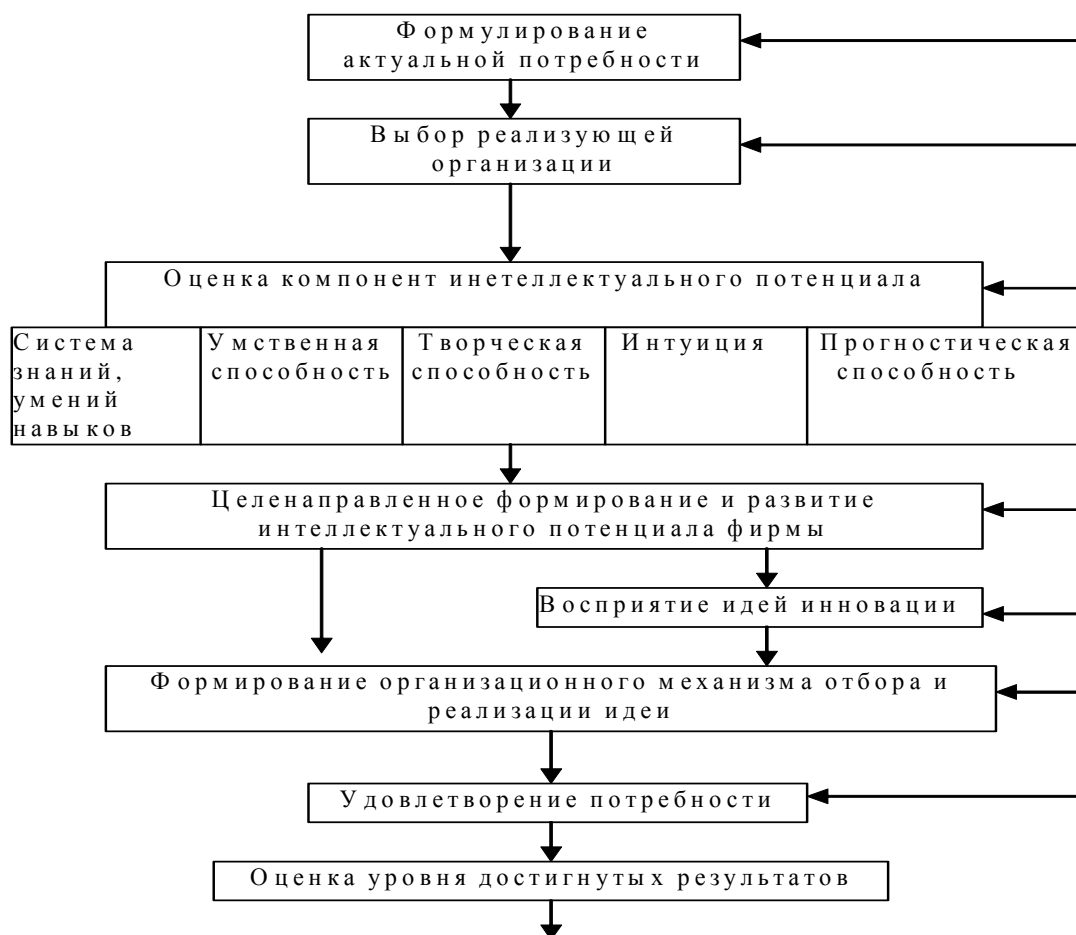 Формулирование
актуальной потребности
Выбор реализующей
организации
Оценка компонент инетеллектуального потенциала
Система
знаний,
умений
навыков
Умственная
способность
Творческая
способность
Интуиция
Прогностическая
способность
Целенаправленное формирование и развитие
интеллектуального потенциала фирмы
Восприятие идей инновации
Формирование организационного механизма отбора и
реализации идеи
Удовлетворение потребности
Оценка уровня достигнутых результатов